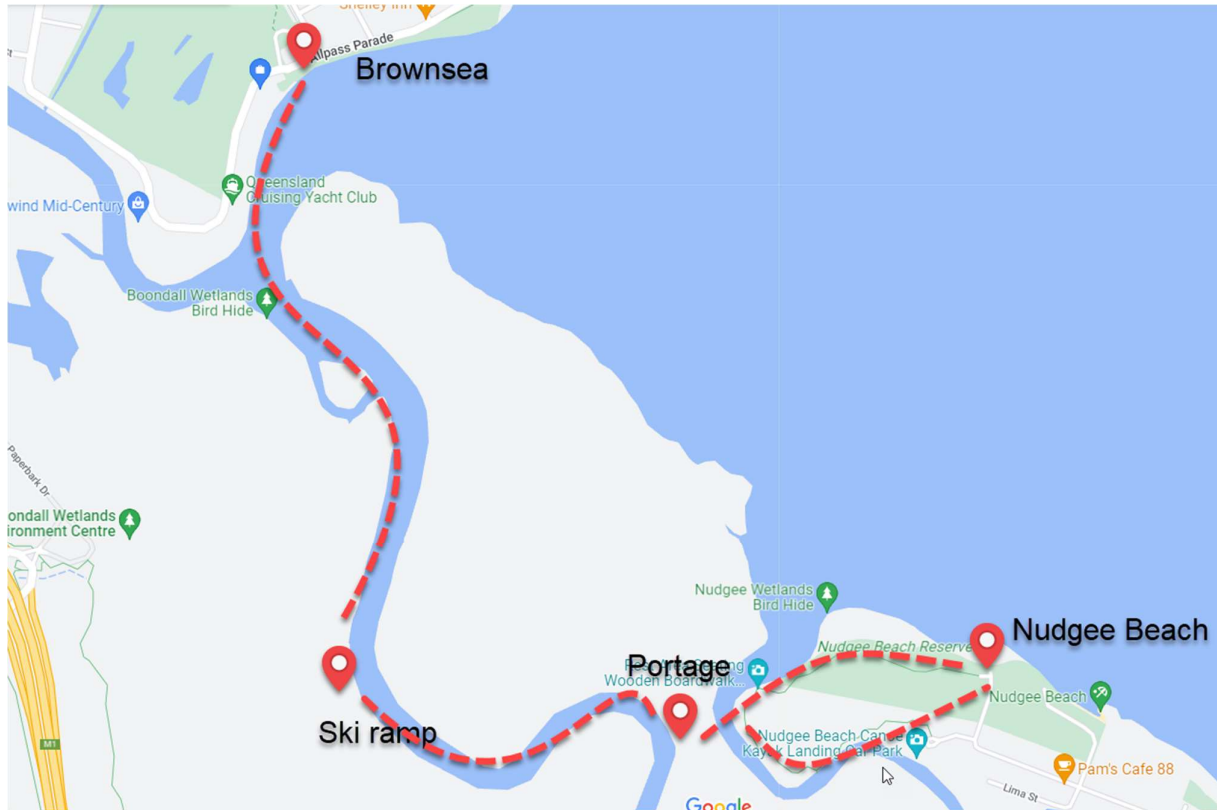 Shelley Inn
Allpass Parade
Brownsea
Queensland
Cruising Yacht Club
wind Mid-Century
Boondall Wetlands
Bird Hide
Paperbark Dr
ondall Wetlands
ironment Centre
Nudgee Wetlands
Bird Hide
Nudgee Beach
Nudgee Beach Reserve
Portage
Wooden Boardwalk...
Nudgee Beach
Ski ramp
Nudgee Beach Canoe
Kayak Landing Car Park
M1
Pam's Cafe 88
Lima St
Google